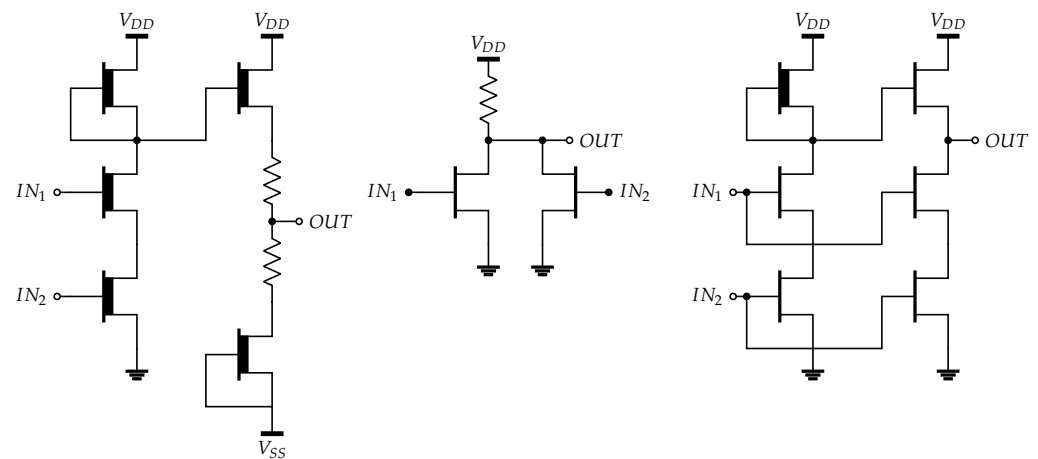 V_DD
V_DD
IN_1
IN_2
OUT
V_SS
V_DD
OUT
IN_1
IN_2
V_DD
V_DD
OUT
IN_1
IN_2